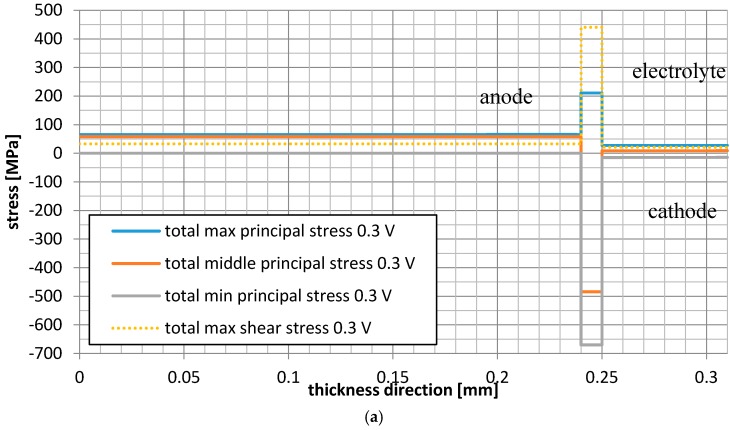 500
400
300
200
100
0
-100
-200
-300
-400
-500
-600
-700
stress [MPa]
anode
electrolyte
cathode
total max principal stress 0.3 V
total middle principal stress 0.3 V
total min principal stress 0.3 V
total max shear stress 0.3 V
0 0.05 0.1 0.15 0.2 0.25 0.3
thickness direction [mm]
(a)